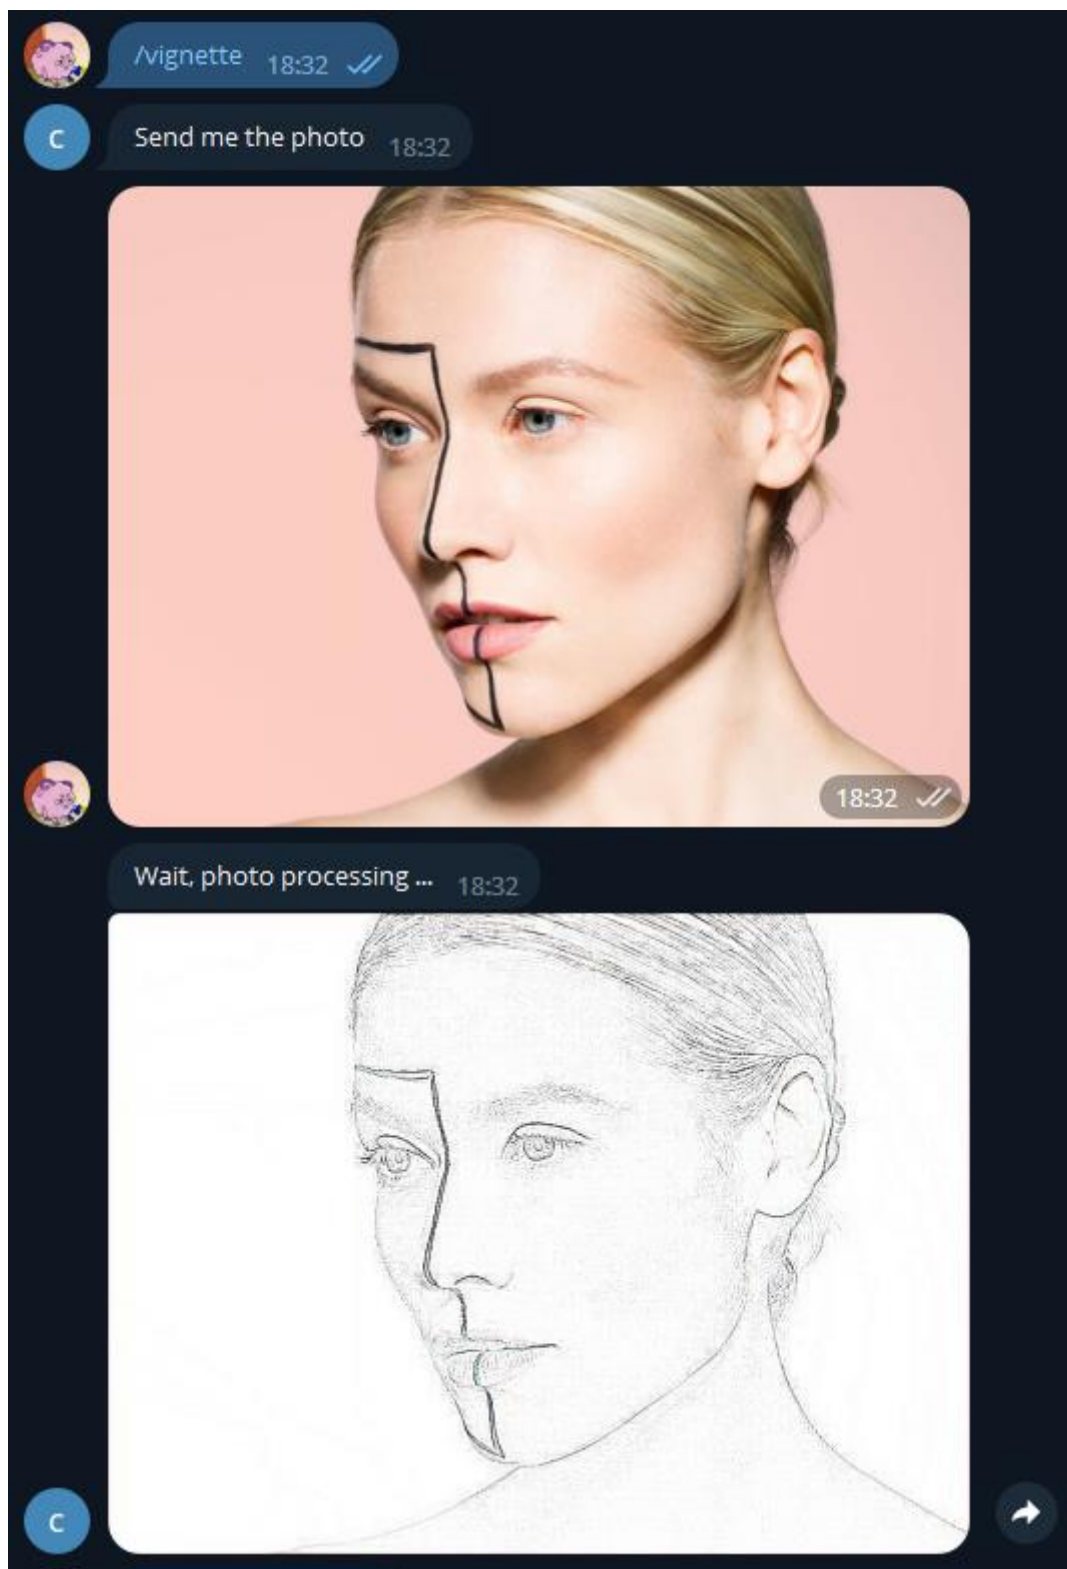 /vignette 18:32
C
Send me the photo 18:32
18:32
Wait, photo processing ... 18:32
C